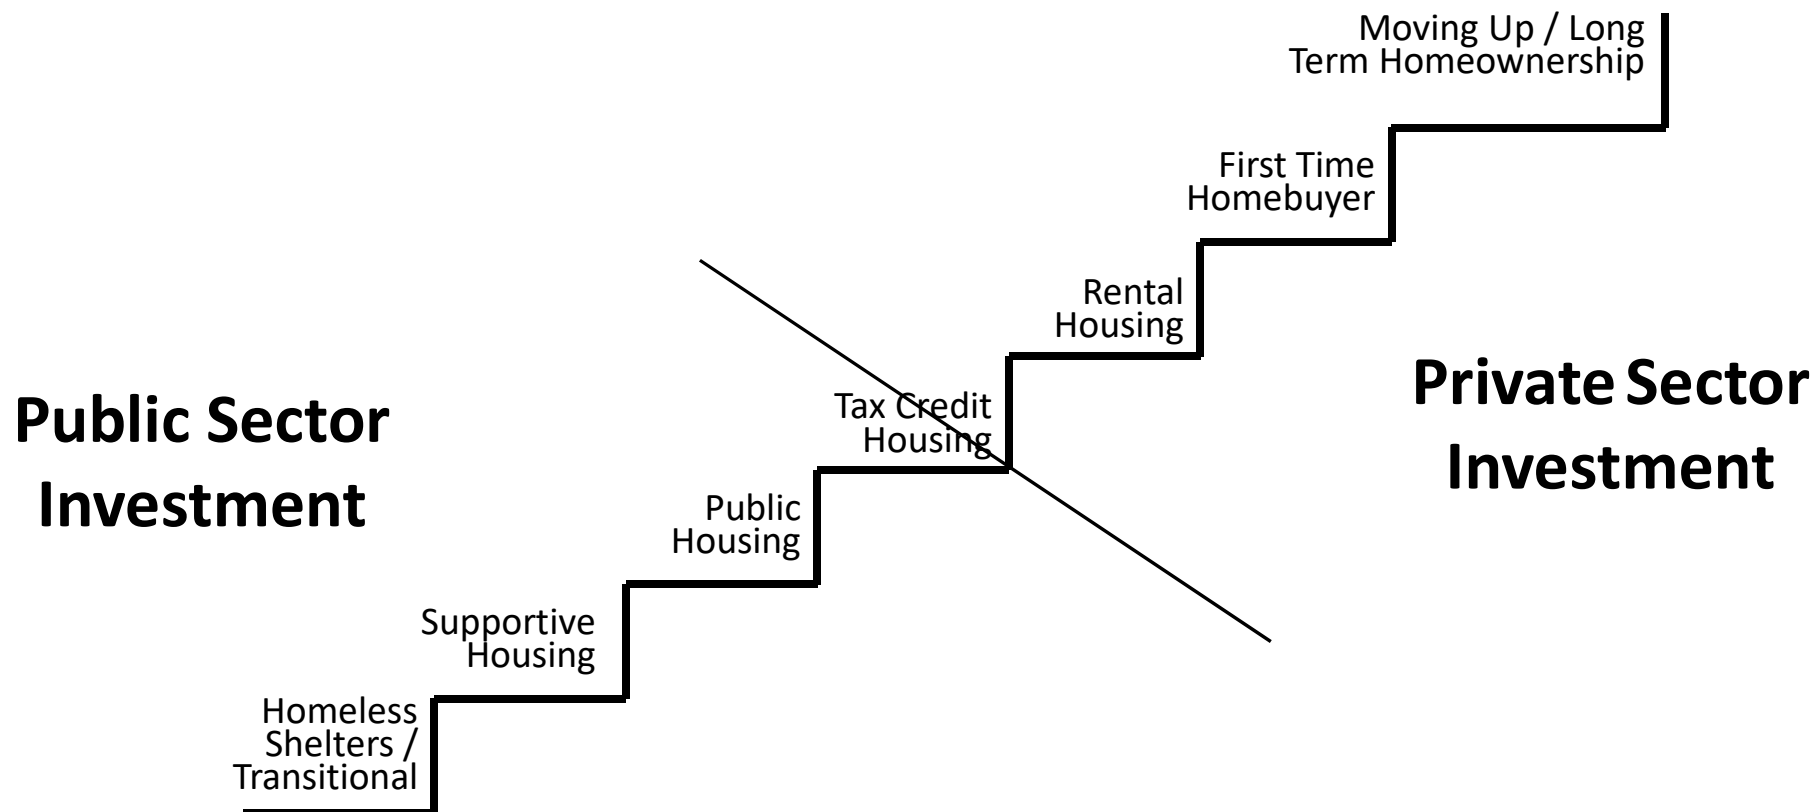 Moving Up / Long
Term Homeownership
First Time
Homebuyer
Rental
Housing
Private Sector
Investment
Tax Credit
Housing
Public Sector
Investment
Public
Housing
Supportive
Housing
Homeless
Shelters /
Transitional